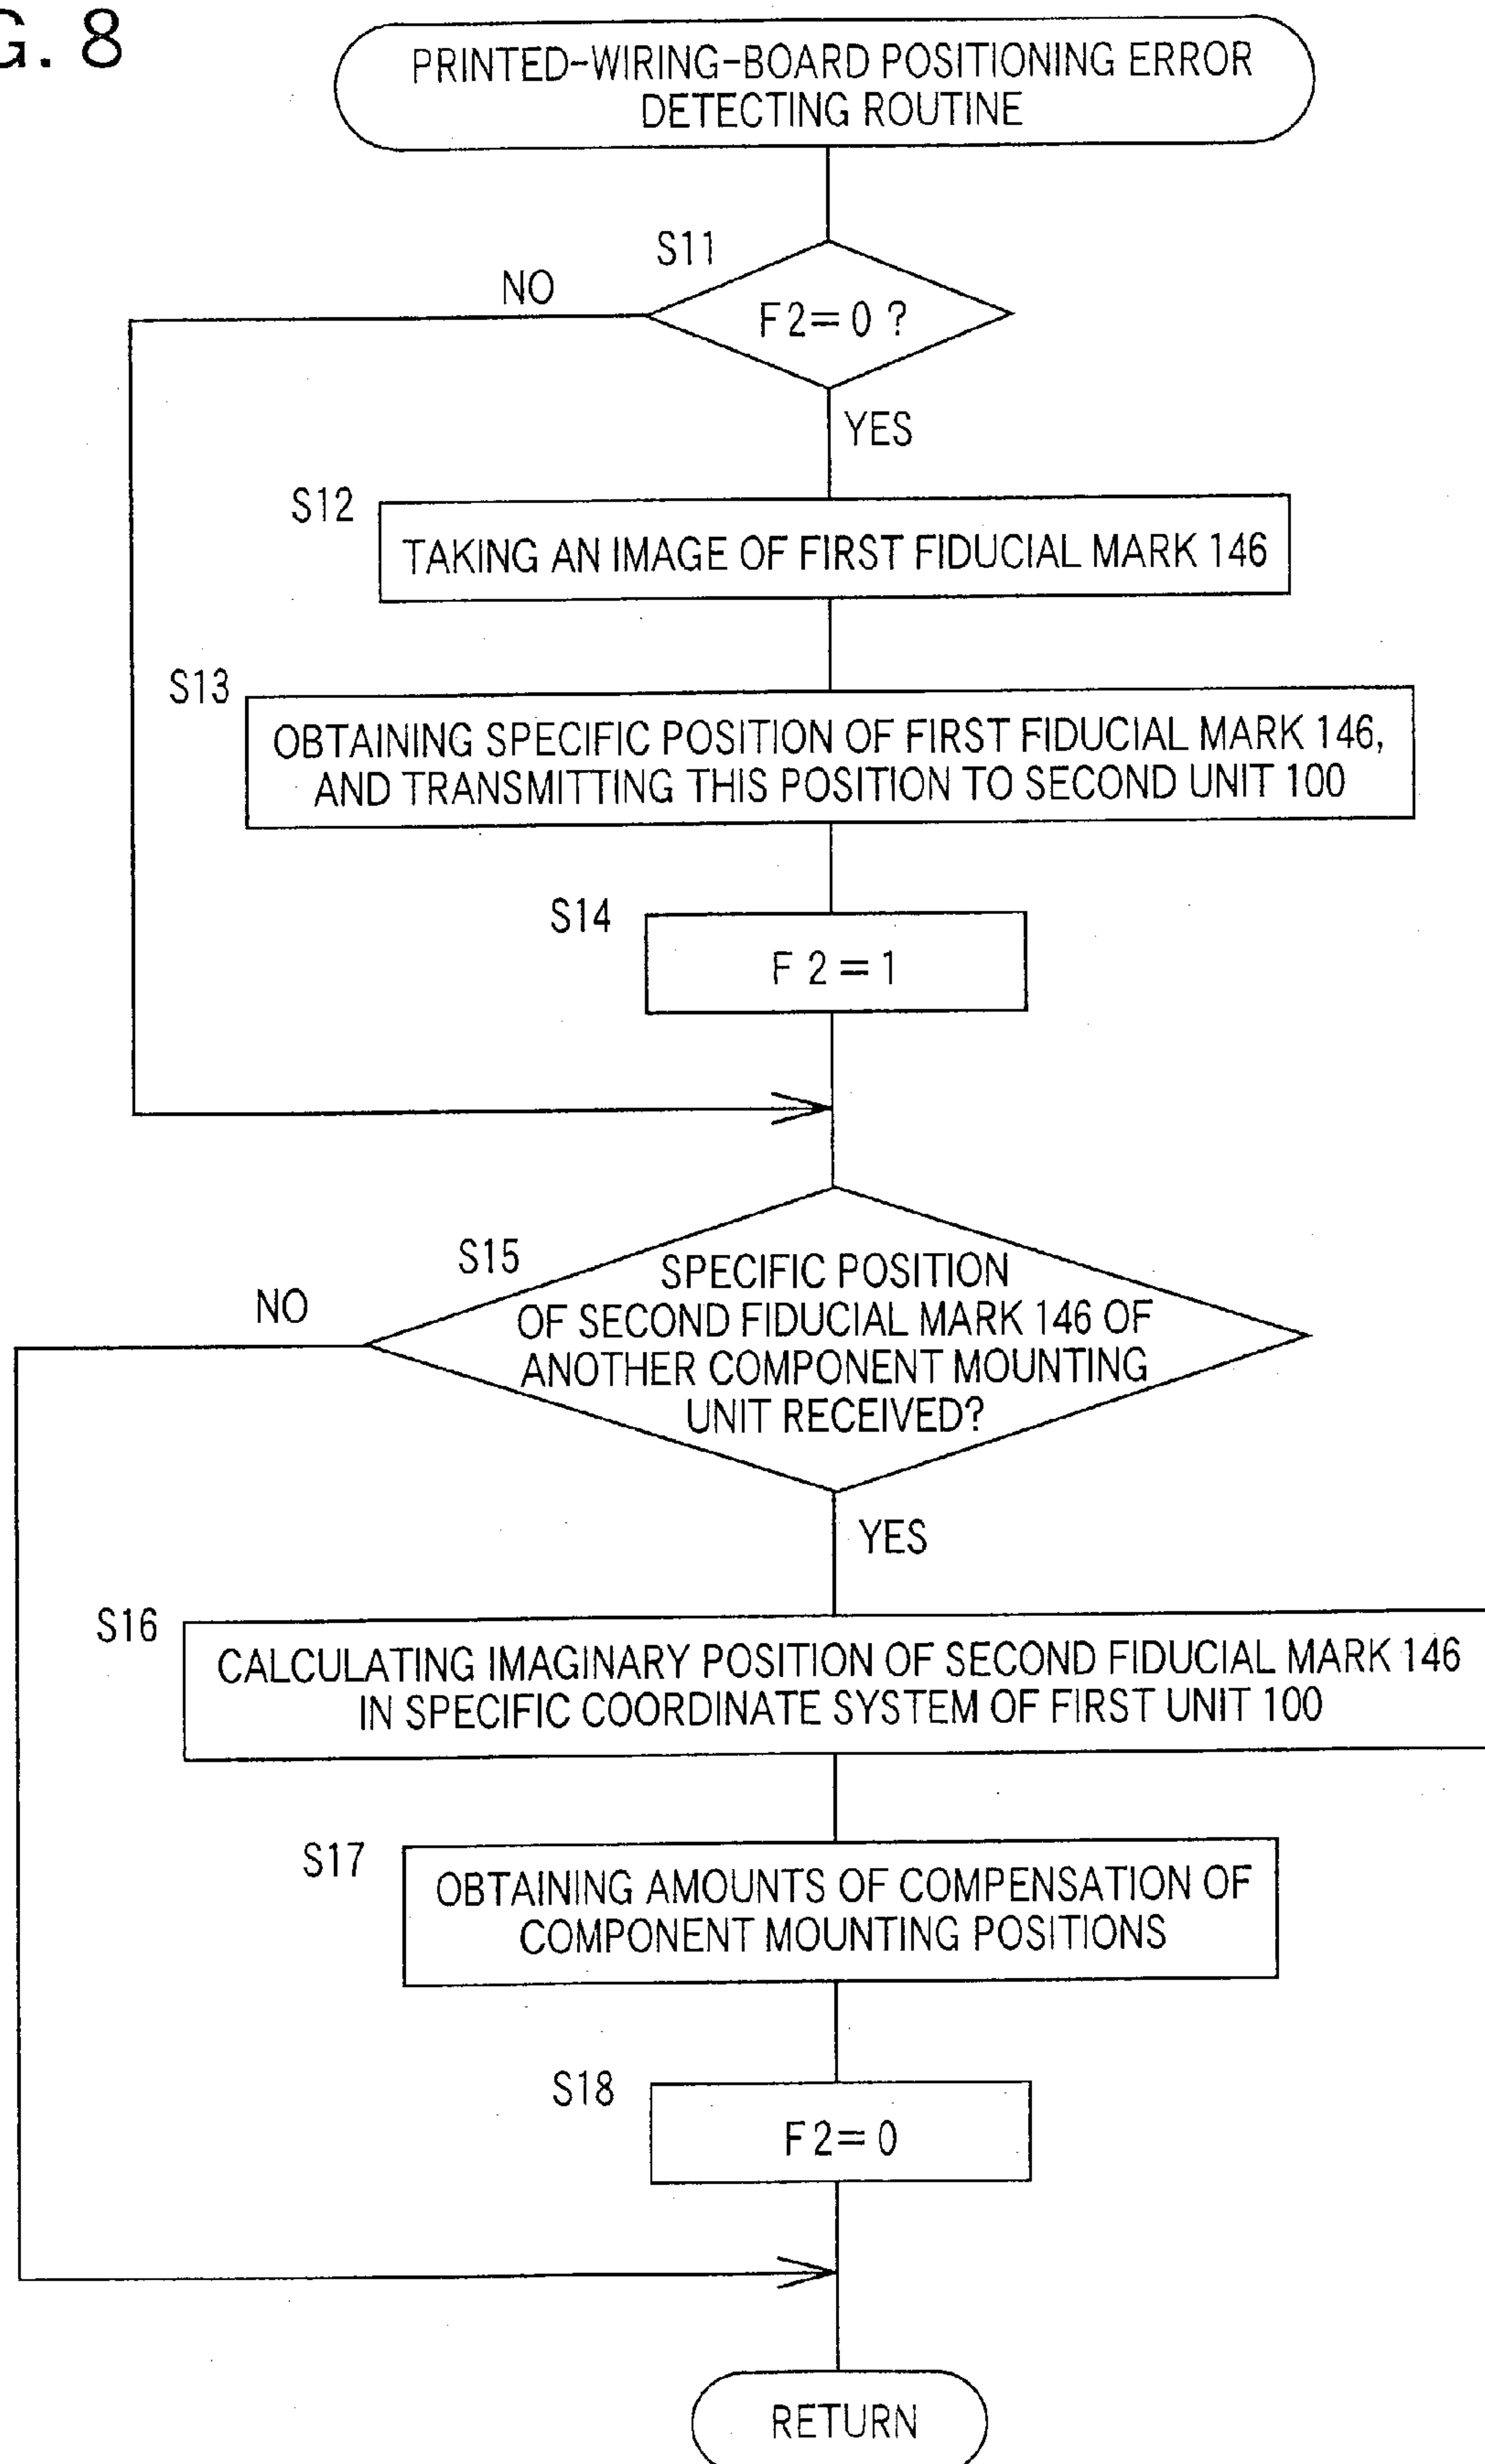 G. 8
PRINTED-WIRING-BOARD POSITIONING ERROR
DETECTING ROUTINE
S11
NO
F2=0?
YES
S12
TAKING AN IMAGE OF FIRST FIDUCIAL MARK 146
S13
OBTAINING SPECIFIC POSITION OF FIRST FIDUCIAL MARK 146,
AND TRANSMITTING THIS POSITION TO SECOND UNIT 100
S14
F2=1
S15
NO
SPECIFIC POSITION
OF SECOND FIDUCIAL MARK 146 OF
ANOTHER COMPONENT MOUNTING
UNIT RECEIVED?
YES
S16
CALCULATING IMAGINARY POSITION OF SECOND FIDUCIAL MARK 146
IN SPECIFIC COORDINATE SYSTEM OF FIRST UNIT 100
S17
OBTAINING AMOUNTS OF COMPENSATION OF
COMPONENT MOUNTING POSITIONS
S18
F2=0
RETURN